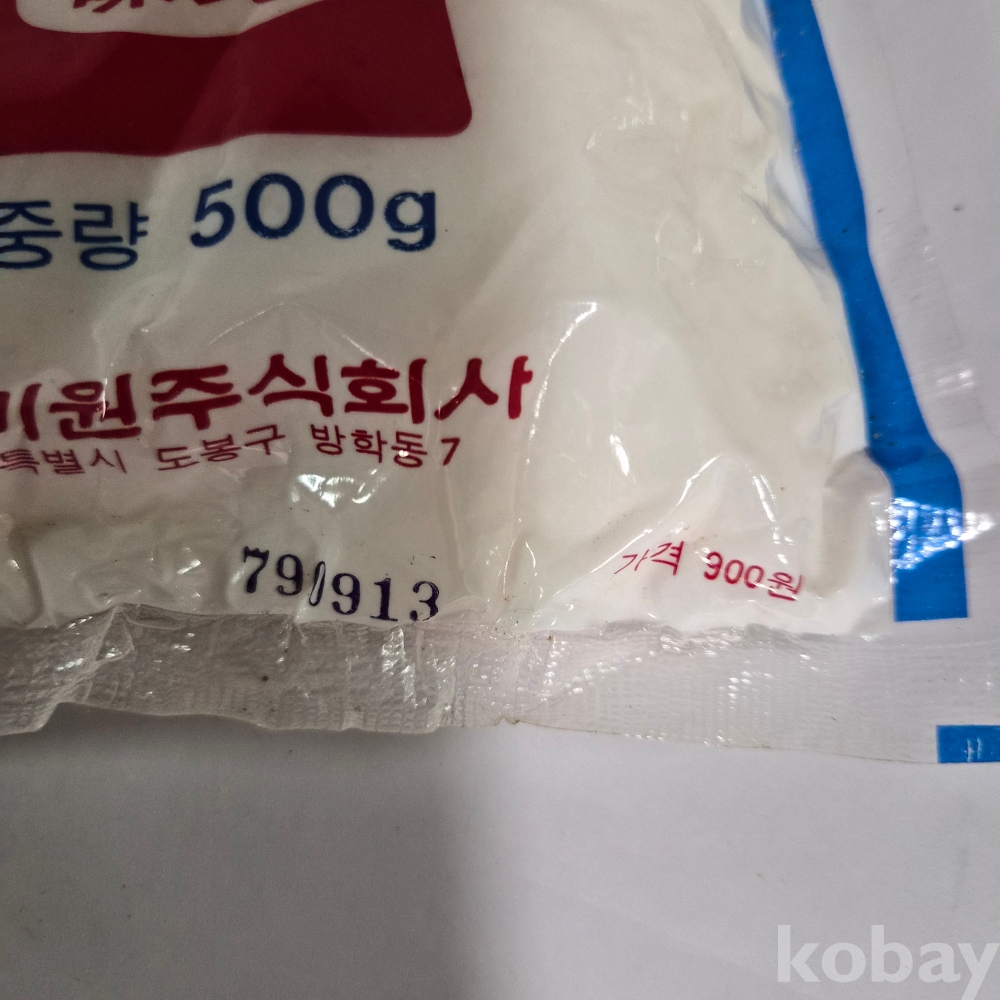 중량 500g
미원주식회사
특별시 도봉구 방학동 7
790913
가격 900원
kobay